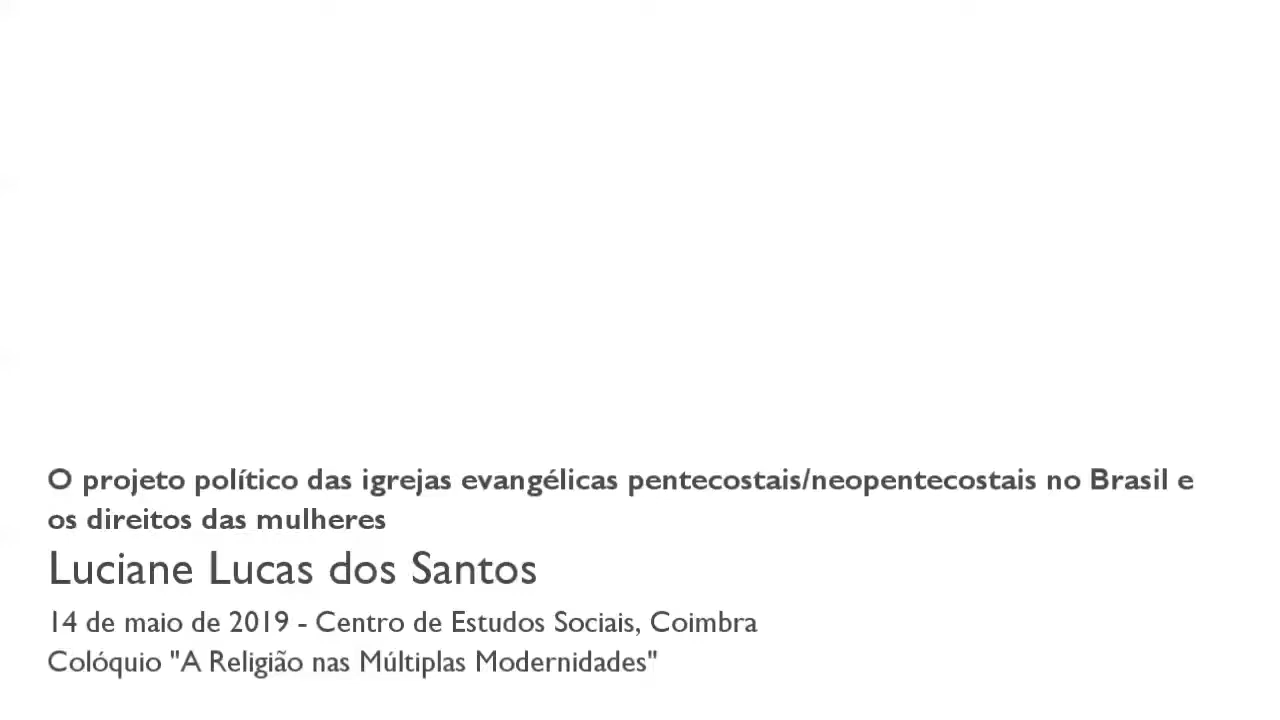 O projeto político das igrejas evangélicas pentecostais/neopentecostais no Brasil e
os direitos das mulheres
Luciane Lucas dos Santos
14 de maio de 2019 - Centro de Estudos Sociais, Coimbra
Colóquio "A Religião nas Múltiplas Modernidades"